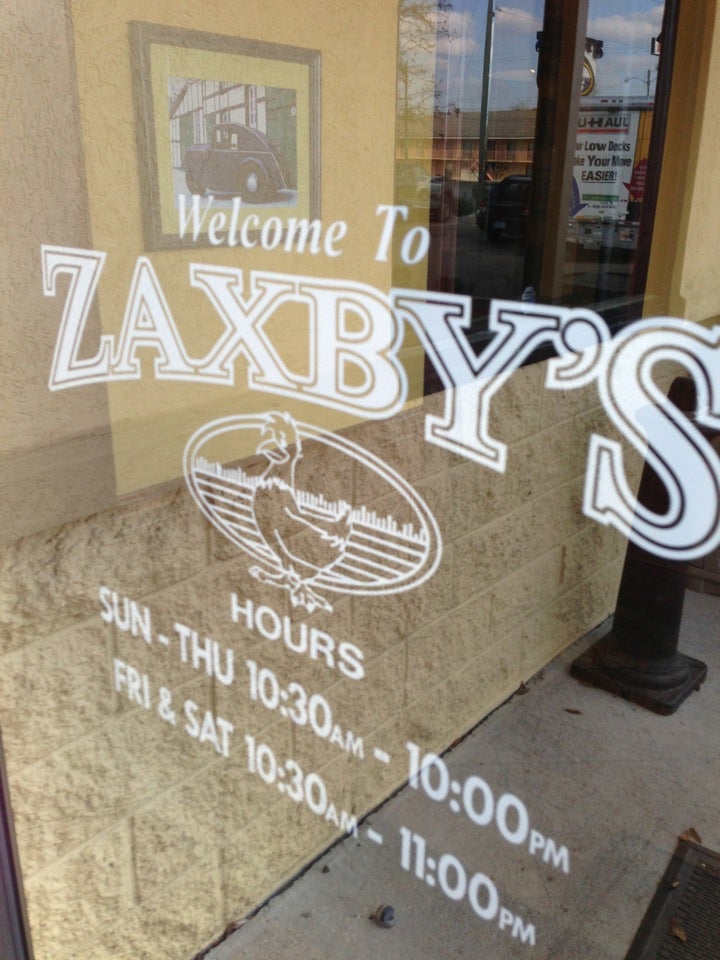 Welcome To
ZAXBY'S
HOURS
SUN - THU 10:30AM - 10:00PM
FRI & SAT 10:30AM - 11:00PM
U-HAUL
Low Decks
Your Move
EASIER!